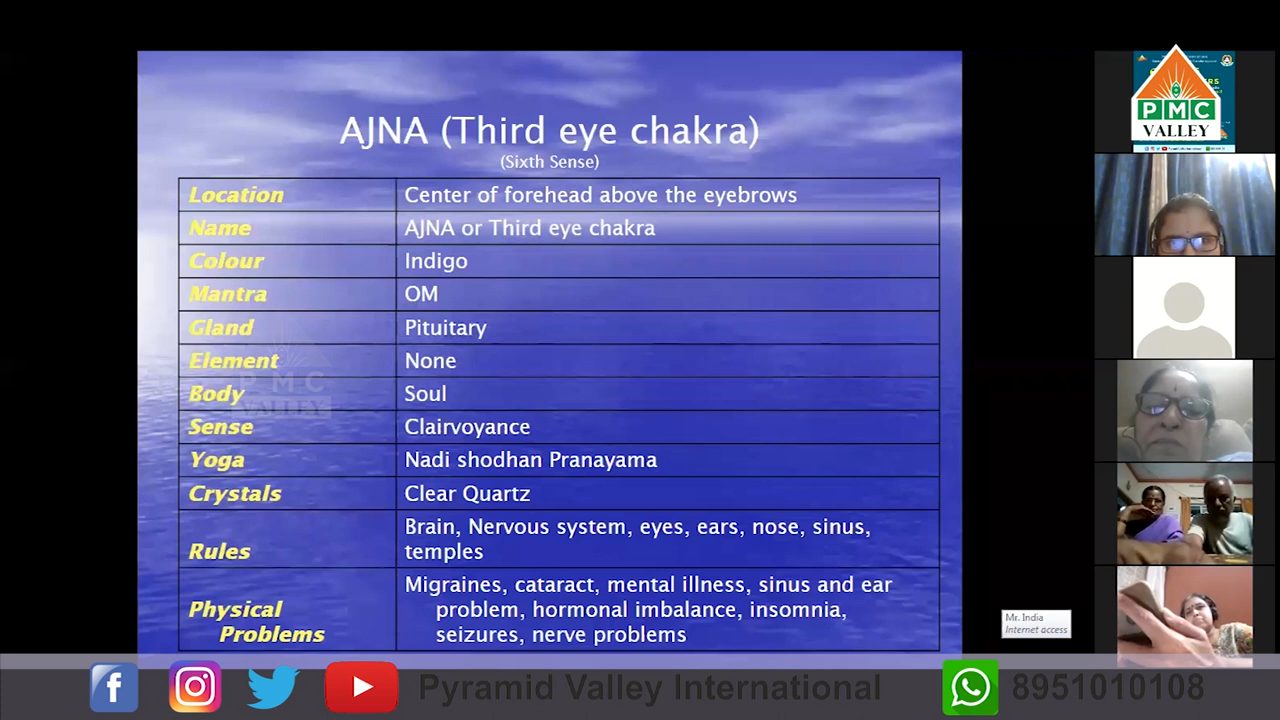 AJNA (Third eye chakra)
(Sixth Sense)
Location Center of forehead above the eyebrows
Name AJNA or Third eye chakra
Colour Indigo
Mantra OM
Gland Pituitary
Element None
Body Soul
Sense Clairvoyance
Yoga Nadi shodhan Pranayama
Crystals Clear Quartz
Rules Brain, Nervous system, eyes, ears, nose, sinus,
temples
Physical Migraines, cataract, mental illness, sinus and ear
Problems problem, hormonal imbalance, insomnia,
seizures, nerve problems
PMC
VALLEY
PMC
VALLEY
Mr. India
Internet access
Pyramid Valley International 8951010108